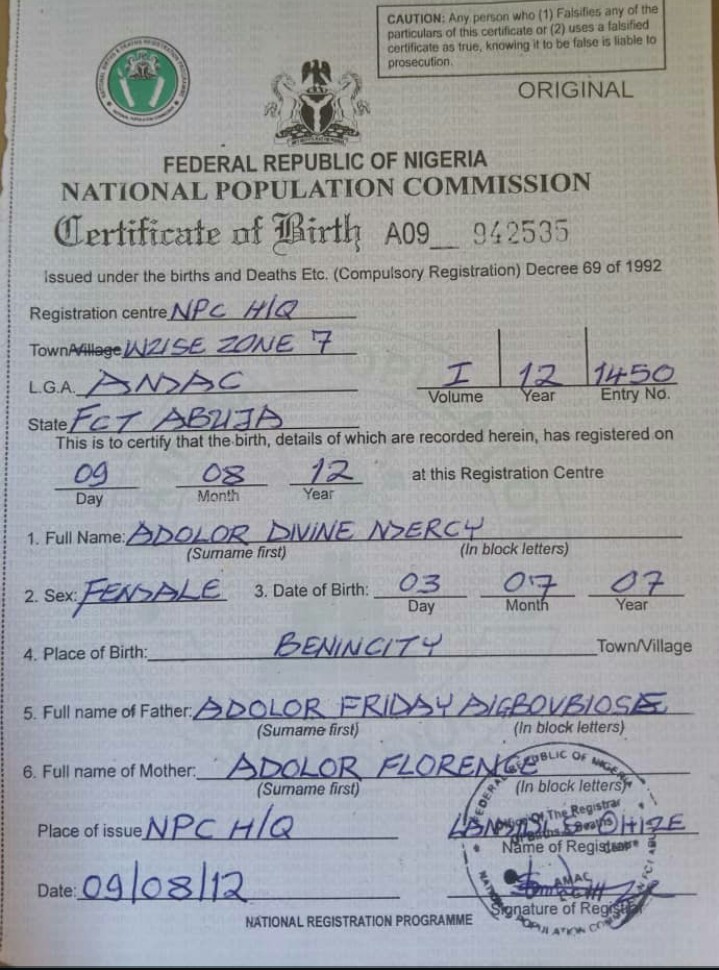 CAUTION: Any person who (1) Falsifies any of the
particulars of this certificate or (2) uses a falsified
certificate as true, knowing it to be false is liable to
prosecution.
ORIGINAL
FEDERAL REPUBLIC OF NIGERIA
NATIONAL POPULATION COMMISSION
Certificate of Birth A09__ 942535
Issued under the births and Deaths Etc. (Compulsory Registration) Decree 69 of 1992
Registration centre NPC H/Q
Town/Village WUSE ZONE 7
L.G.A. AMAC
I 12 1450
Volume Year Entry No.
State FCT ABUJA
This is to certify that the birth, details of which are recorded herein, has registered on
09 08 12 at this Registration Centre
Day Month Year
1. Full Name: ADOLOR DIVINE MERCY
(Surname first) (In block letters)
2. Sex: FEMALE 3. Date of Birth: 03 07 07
Day Month Year
4. Place of Birth: BENINCITY Town/Village
5. Full name of Father: ADOLOR FRIDAY AIGBOVBIOSE
(Surname first) (In block letters)
6. Full name of Mother: ADOLOR FLORENCE
(Surname first) (In block letters)
Place of issue NPC H/Q
Name of Registrar
Date: 09/08/12
AMAC
Signature of Registrar
NATIONAL REGISTRATION PROGRAMME